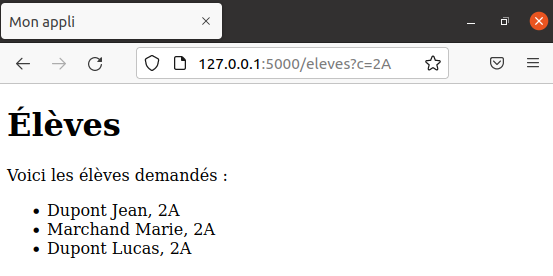 Mon appli
127.0.0.1:5000/eleves?c=2A
Élèves
Voici les élèves demandés :
• Dupont Jean, 2A
• Marchand Marie, 2A
• Dupont Lucas, 2A